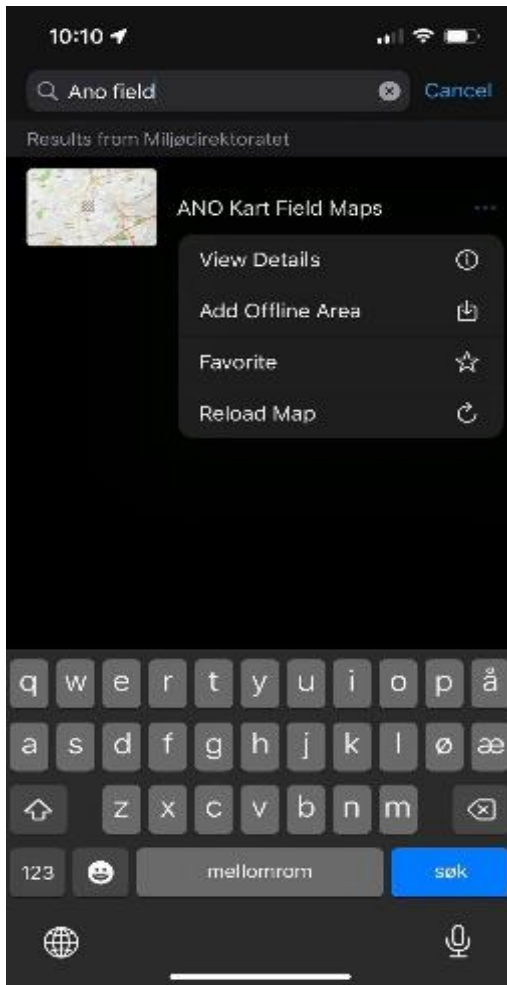 10:10
Ano field
Cancel
Results from Miljødirektoratet
ANO Kart Field Maps
View Details
Add Offline Area
Favorite
Reload Map
q w e r t y u i o p å
a s d f g h j k l ø æ
z x c v b n m
123 mellomrom søk